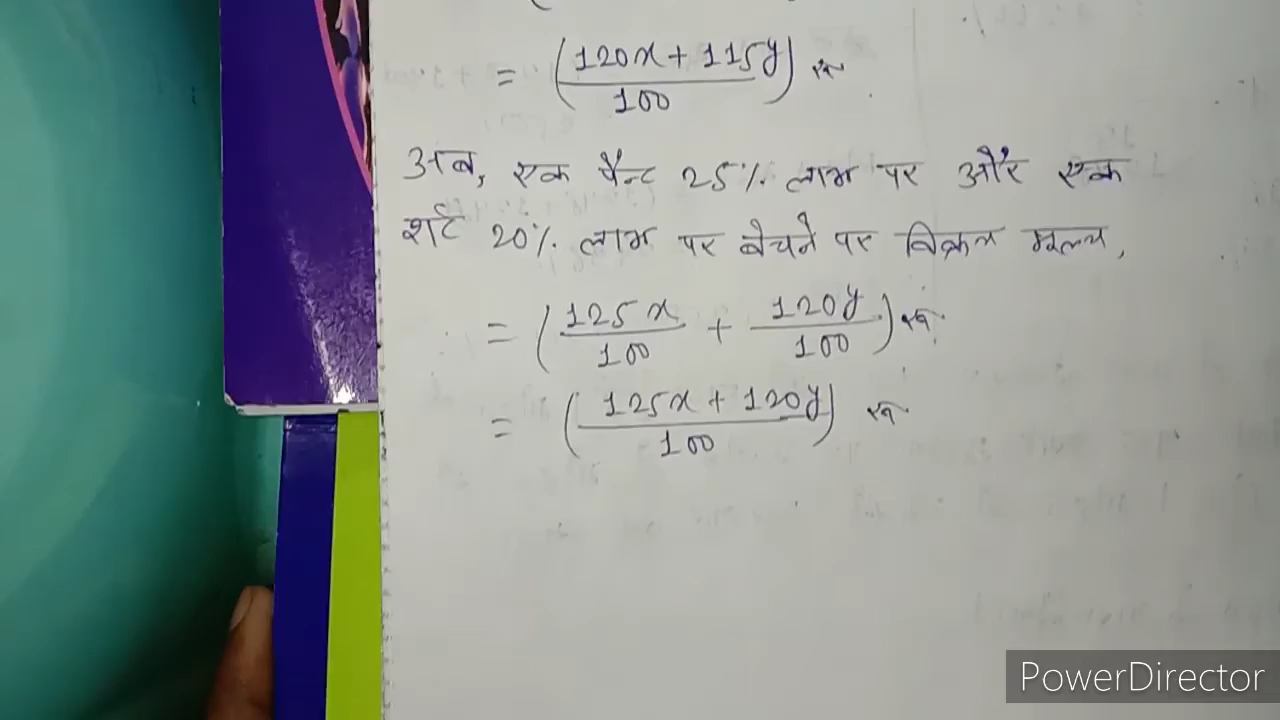 = (120x + 115y / 100) रू
अब, एक पैन्ट 25% लाभ पर और एक
शर्ट 20% लाभ पर बेचने पर विक्रय मूल्य,
= (125x / 100 + 120y / 100) रू
= (125x + 120y / 100) रू
PowerDirector